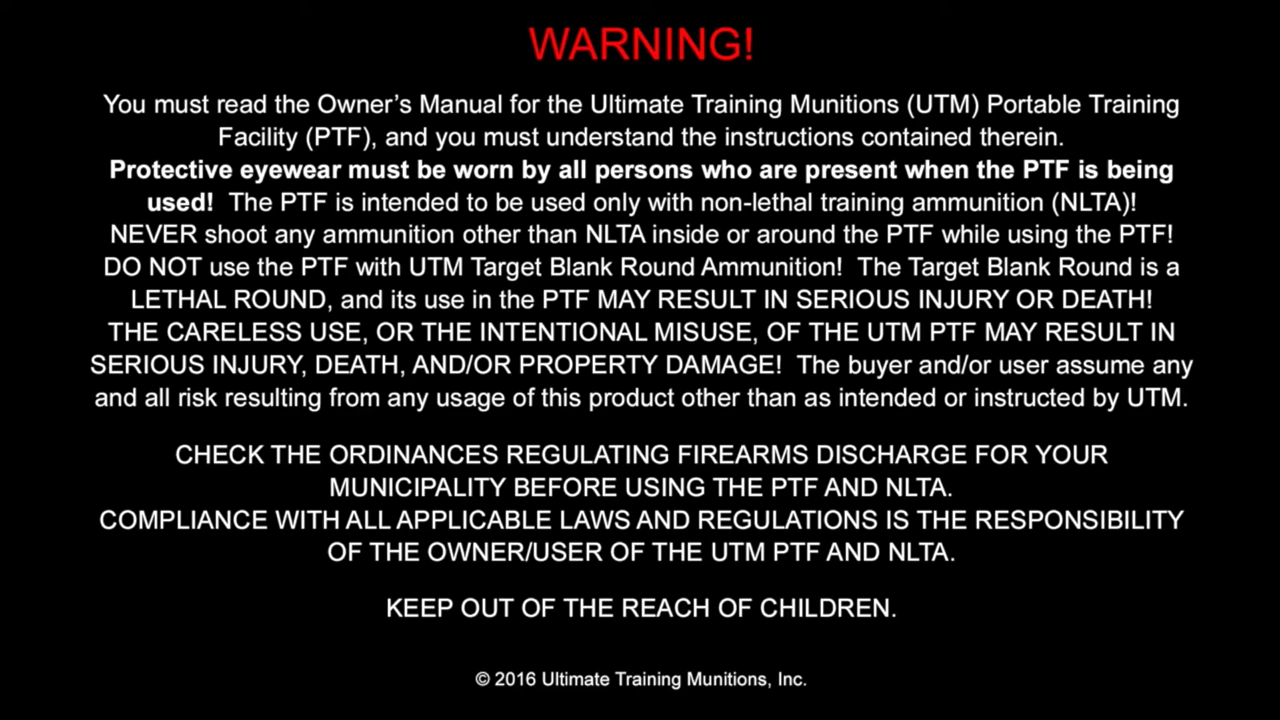 WARNING!
You must read the Owner’s Manual for the Ultimate Training Munitions (UTM) Portable Training
Facility (PTF), and you must understand the instructions contained therein.
Protective eyewear must be worn by all persons who are present when the PTF is being
used!  The PTF is intended to be used only with non-lethal training ammunition (NLTA)!
NEVER shoot any ammunition other than NLTA inside or around the PTF while using the PTF!
DO NOT use the PTF with UTM Target Blank Round Ammunition!  The Target Blank Round is a
LETHAL ROUND, and its use in the PTF MAY RESULT IN SERIOUS INJURY OR DEATH!
THE CARELESS USE, OR THE INTENTIONAL MISUSE, OF THE UTM PTF MAY RESULT IN
SERIOUS INJURY, DEATH, AND/OR PROPERTY DAMAGE!  The buyer and/or user assume any
and all risk resulting from any usage of this product other than as intended or instructed by UTM.
CHECK THE ORDINANCES REGULATING FIREARMS DISCHARGE FOR YOUR
MUNICIPALITY BEFORE USING THE PTF AND NLTA.
COMPLIANCE WITH ALL APPLICABLE LAWS AND REGULATIONS IS THE RESPONSIBILITY
OF THE OWNER/USER OF THE UTM PTF AND NLTA.
KEEP OUT OF THE REACH OF CHILDREN.
© 2016 Ultimate Training Munitions, Inc.